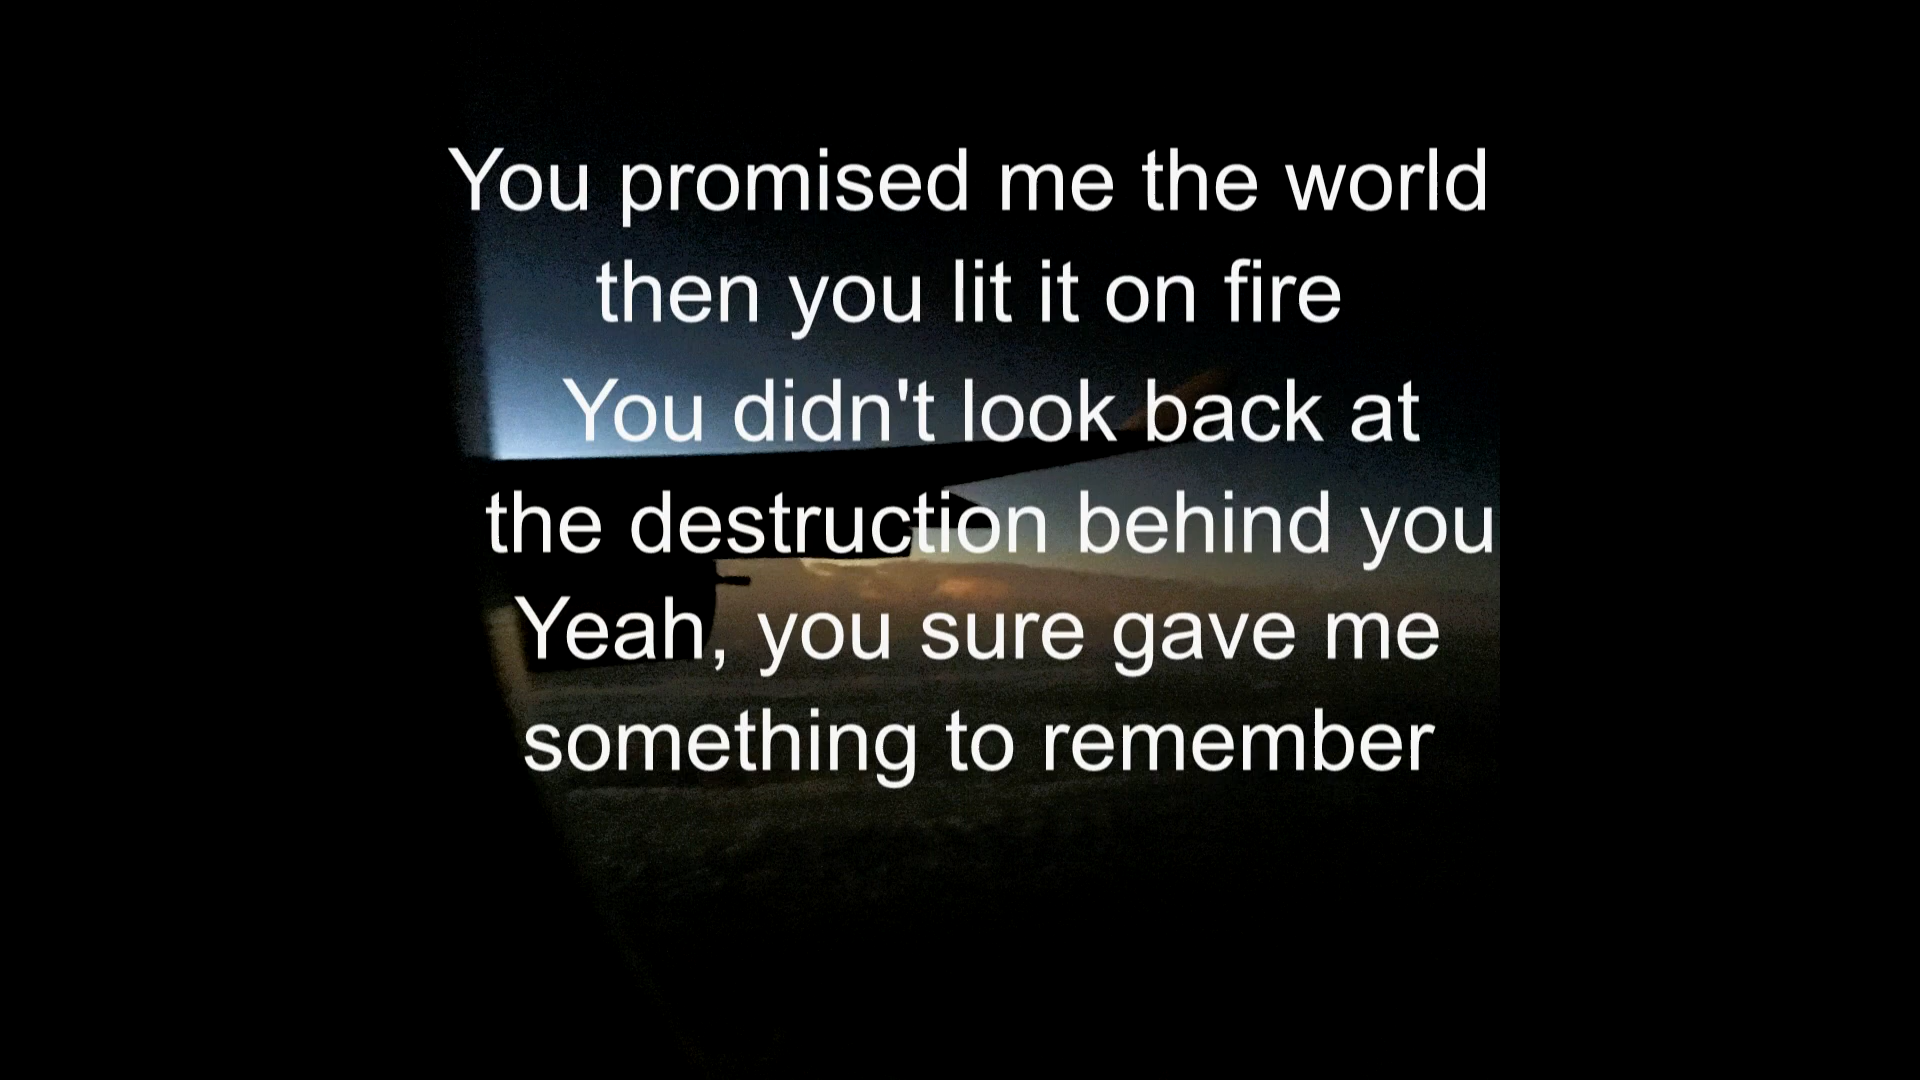 You promised me the world
then you lit it on fire
You didn't look back at
the destruction behind you
Yeah, you sure gave me
something to remember